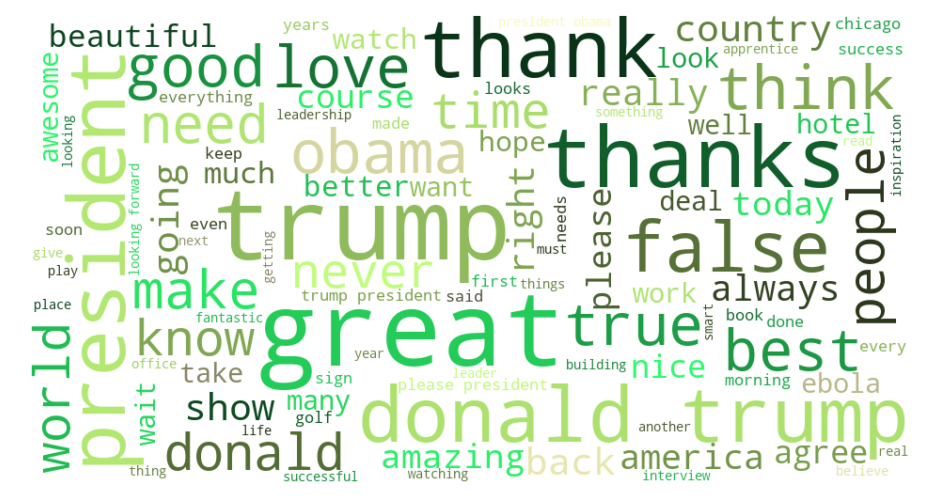 president obama
years
chicago
beautiful
watch
thank
country
good
love
look
apprentice
success
awesome
president
everything
course
looks
time
really
think
leadership
made
something
need
hope
well
hotel
looking
keep
obama
thanks
read
inspiration
much
better
want
deal
today
people
going
right
please
looking forward
even
trump
needs
false
soon
next
must
give
getting
never
first
things
work
always
play
make
trump president
said
place
fantastic
great
true
smart
book
done
world
know
year
best
every
office
take
sign
building
nice
leader
please president
morning
ebola
wait
show
many
golf
donald trump
life
another
donald
amazing
back
america
agree
real
thing
successful
watching
interview
believe